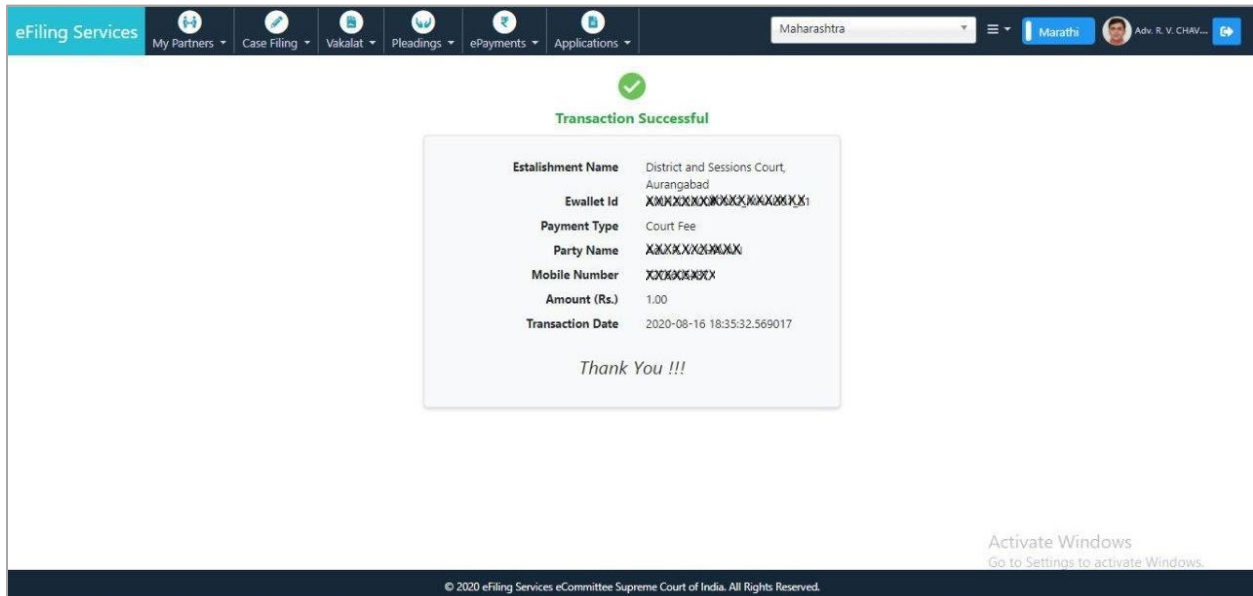 eFiling Services
My Partners
Case Filing
Vakalat
Pleadings
ePayments
Applications
Maharashtra
Marathi
Adv. R. V. CHAV...
Transaction Successful
Estalishment Name District and Sessions Court,
Aurangabad
Ewallet Id
Payment Type Court Fee
Party Name
Mobile Number
Amount (Rs.) 1.00
Transaction Date 2020-08-16 18:35:32.569017
Thank You !!!
Activate Windows
Go to Settings to activate Windows.
© 2020 eFiling Services eCommittee Supreme Court of India. All Rights Reserved.